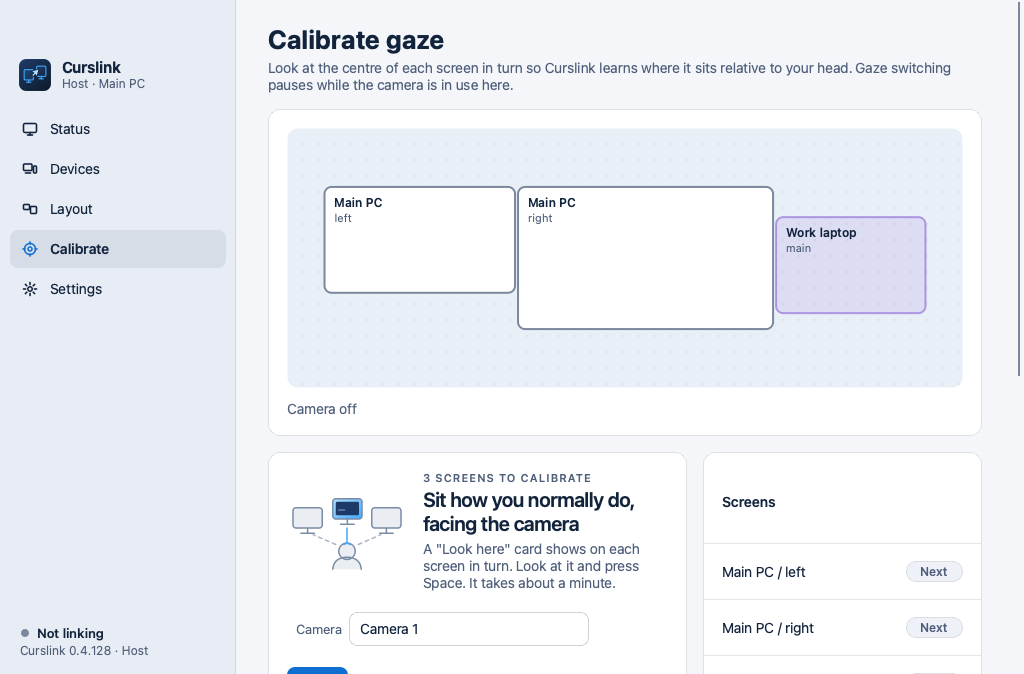 Curslink
Host · Main PC
Status
Devices
Layout
Calibrate
Settings
Not linking
Curslink 0.4.128 · Host
Calibrate gaze
Look at the centre of each screen in turn so Curslink learns where it sits relative to your head. Gaze switching
pauses while the camera is in use here.
Main PC
left
Main PC
right
Work laptop
main
Camera off
3 SCREENS TO CALIBRATE
Sit how you normally do,
facing the camera
A "Look here" card shows on each
screen in turn. Look at it and press
Space. It takes about a minute.
Camera
Camera 1
Screens
Main PC / left
Next
Main PC / right
Next